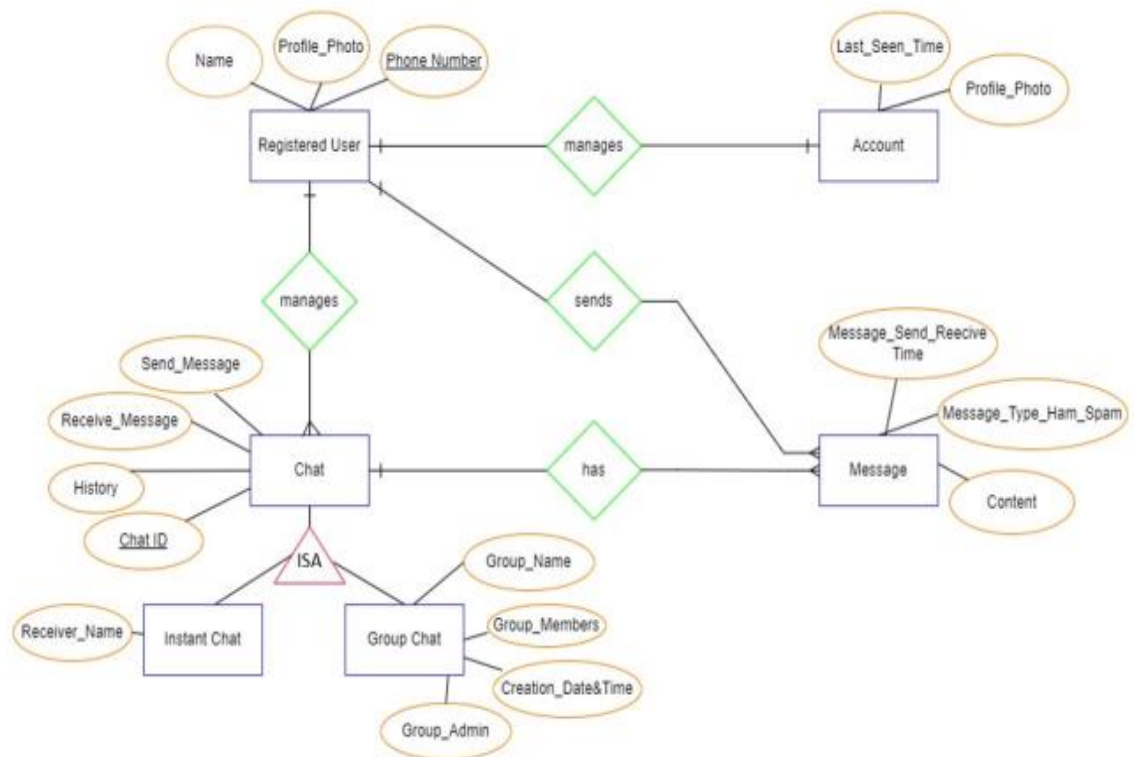 Name
Profile_Photo
Phone Number
Last_Seen_Time
Profile_Photo
Registered User
manages
Account
manages
sends
Message_Send_Reecive
Time
Send_Message
Message_Type_Ham_Spam
Receive_Message
Chat
has
Message
History
Content
Chat ID
ISA
Group_Name
Receiver_Name
Instant Chat
Group Chat
Group_Members
Creation_Date&Time
Group_Admin